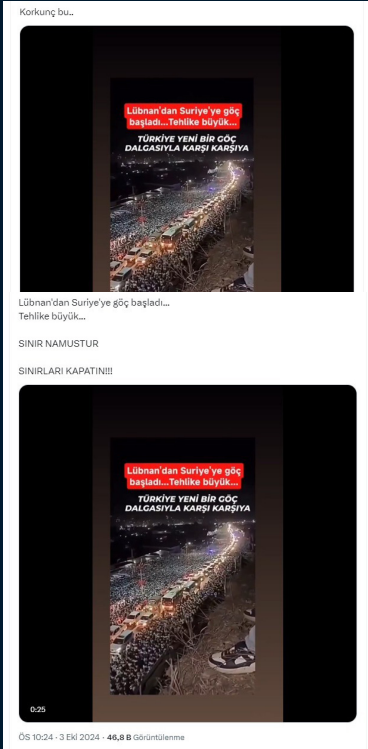 Korkunç bu..
Lübnan'dan Suriye'ye göç
başladı...Tehlike büyük...
TÜRKİYE YENİ BİR GÖÇ
DALGASIYLA KARŞI KARŞIYA
Lübnan'dan Suriye'ye göç başladı...
Tehlike büyük...
SINIR NAMUSTUR
SINIRLARI KAPATIN!!!
Lübnan'dan Suriye'ye göç
başladı...Tehlike büyük...
TÜRKİYE YENİ BİR GÖÇ
DALGASIYLA KARŞI KARŞIYA
0:25
ÖS 10:24 · 3 Eki 2024 · 46,8 B Görüntülenme